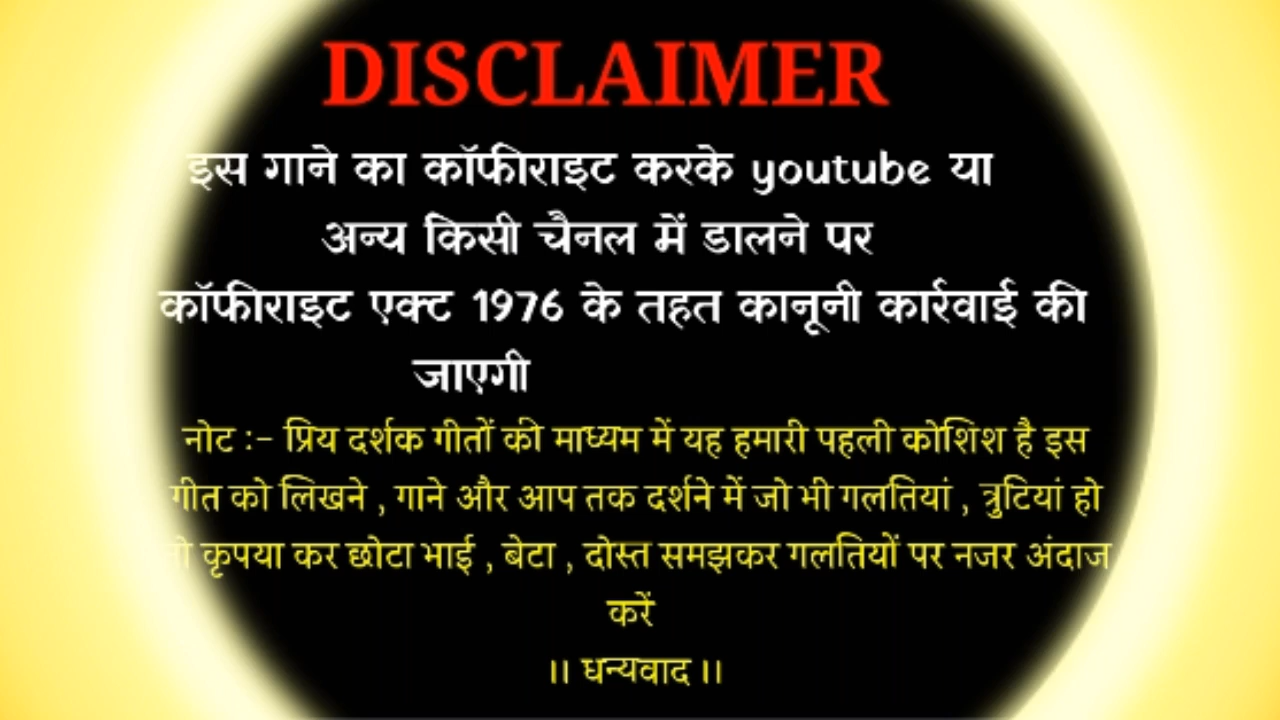 DISCLAIMER
इस गाने का कॉफीराइट करके youtube या
अन्य किसी चैनल में डालने पर
कॉफीराइट एक्ट 1976 के तहत कानूनी कार्रवाई की
जाएगी
नोट :- प्रिय दर्शक गीतों की माध्यम में यह हमारी पहली कोशिश है इस
गीत को लिखने , गाने और आप तक दर्शने में जो भी गलतियां , त्रुटियां हो
कृपया कर छोटा भाई , बेटा , दोस्त समझकर गलतियों पर नजर अंदाज
करें
।। धन्यवाद ।।